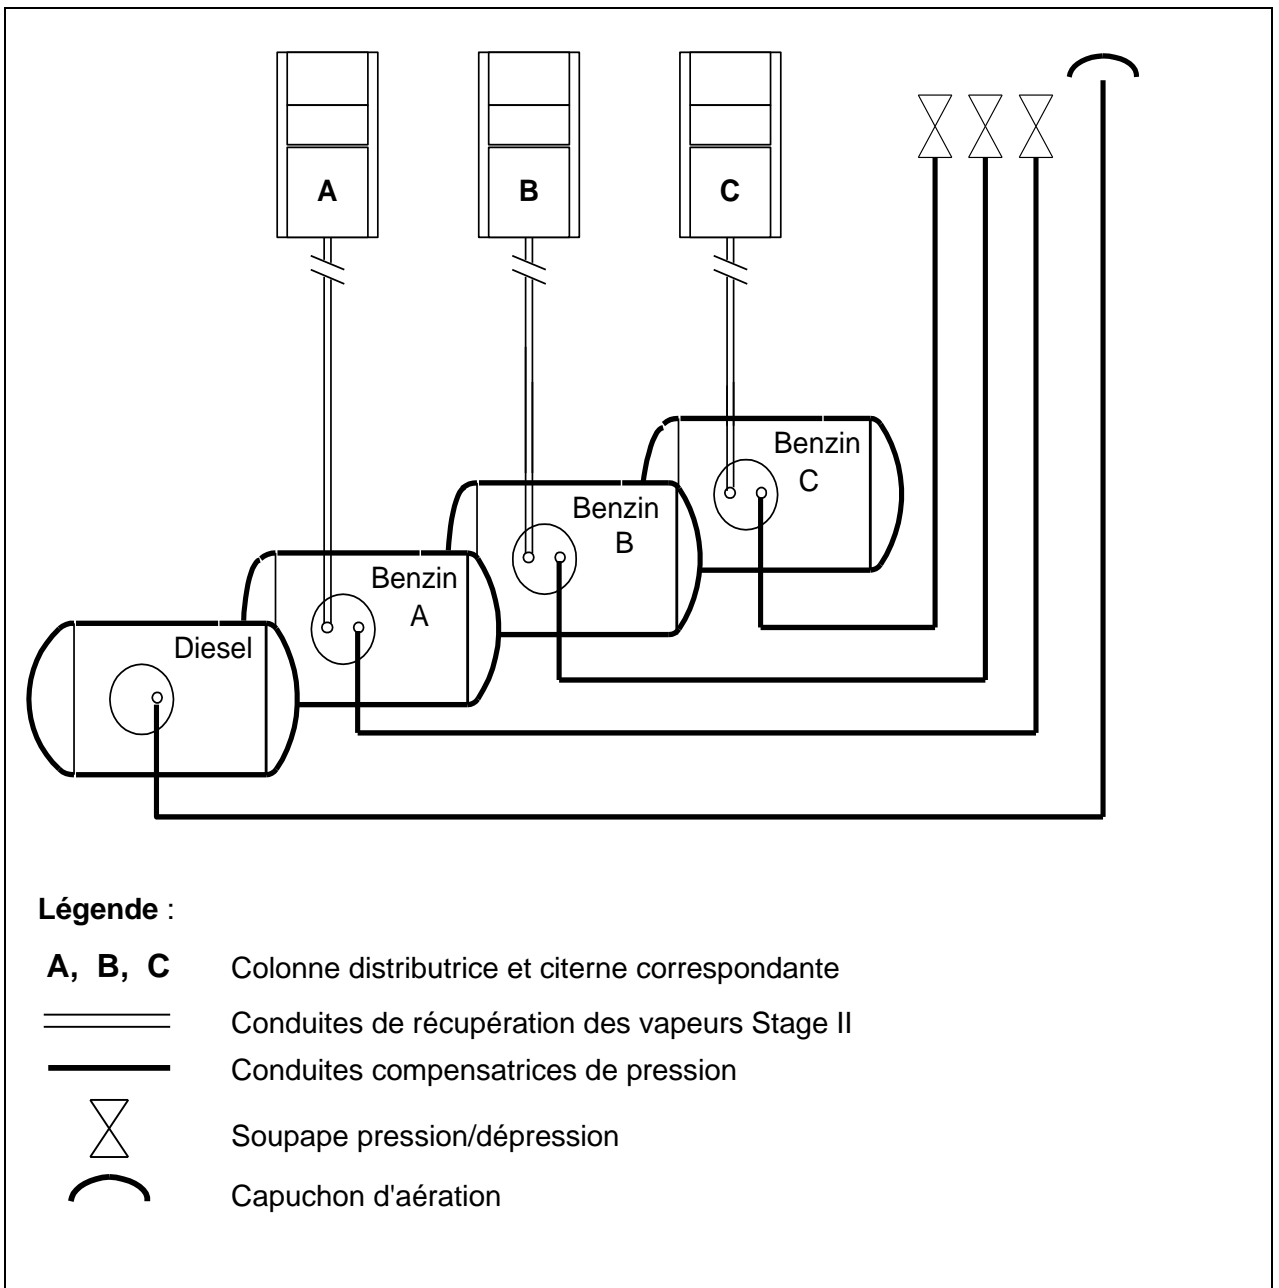 A
B
C
Benzin
C
Benzin
B
Benzin
A
Diesel
Légende :
A, B, C Colonne distributrice et citerne correspondante
Conduites de récupération des vapeurs Stage II
Conduites compensatrices de pression
Soupape pression/dépression
Capuchon d'aération